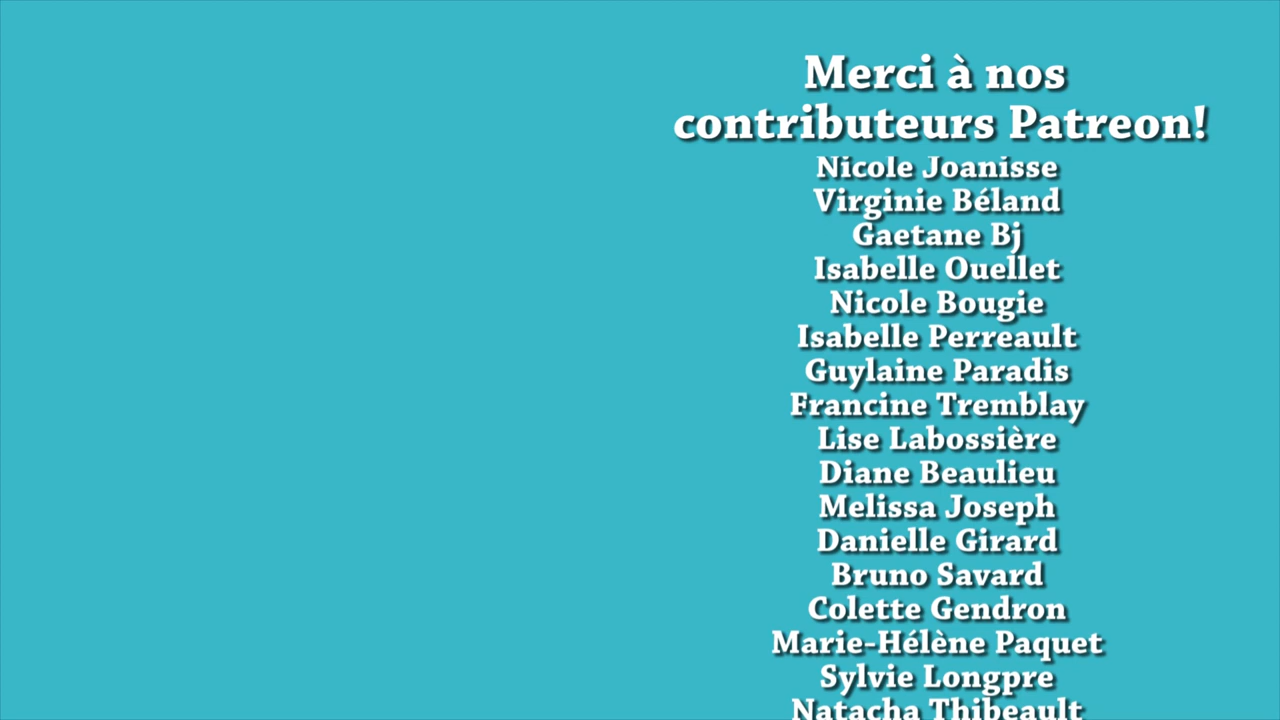 Merci à nos
contributeurs Patreon!
Nicole Joanisse
Virginie Béland
Gaetane Bj
Isabelle Ouellet
Nicole Bougie
Isabelle Perreault
Guylaine Paradis
Francine Tremblay
Lise Labossière
Diane Beaulieu
Melissa Joseph
Danielle Girard
Bruno Savard
Colette Gendron
Marie-Hélène Paquet
Sylvie Longpre
Natacha Thibeault